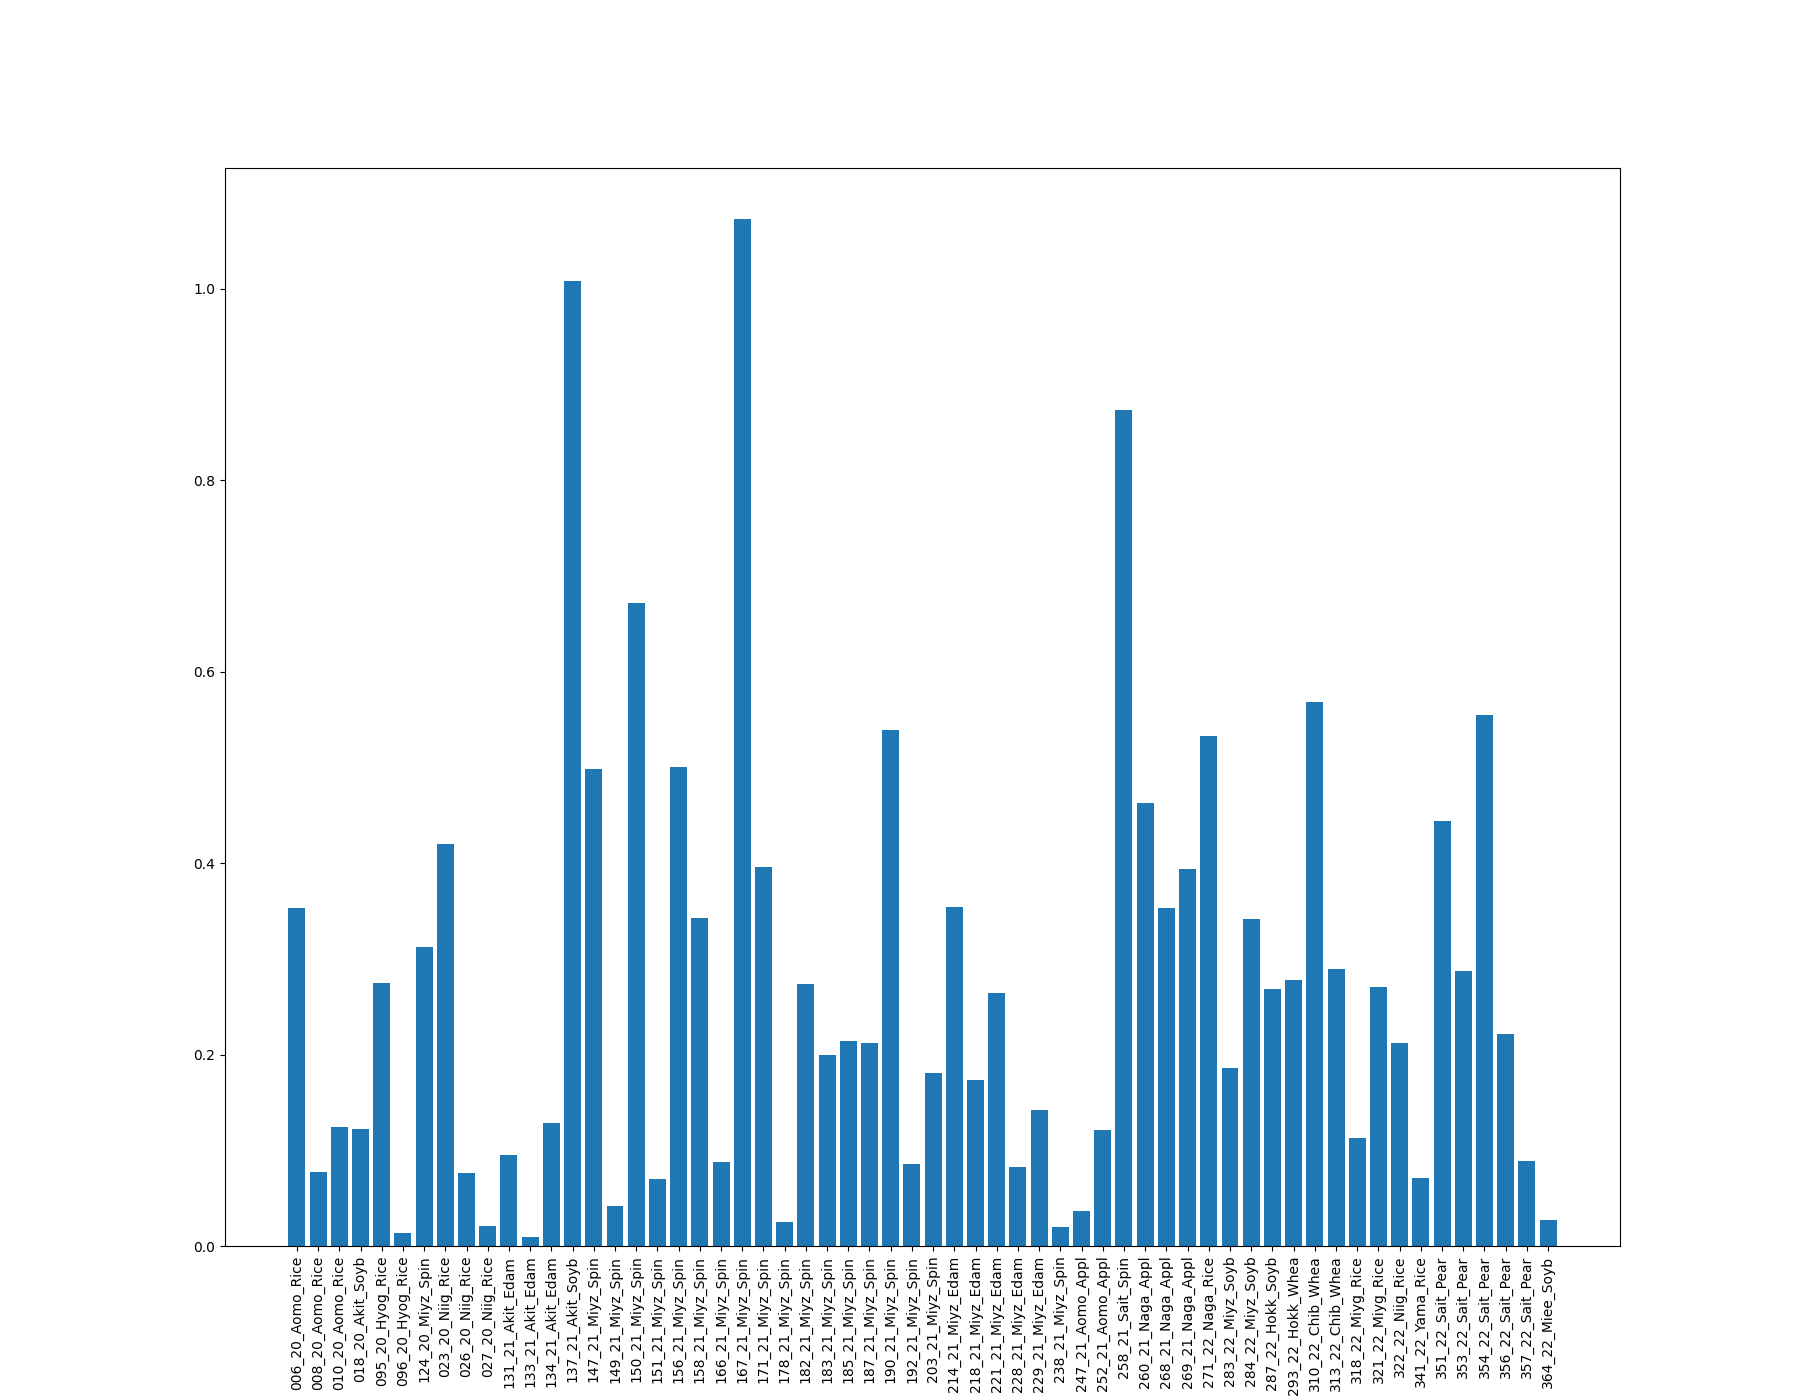 1.0
0.8
0.6
0.4
0.2
0.0
006_20_Aomo_Rice
008_20_Aomo_Rice
010_20_Aomo_Rice
018_20_Akit_Soyb
095_20_Hyog_Rice
096_20_Hyog_Rice
124_20_Miyz_Spin
023_20_Niig_Rice
026_20_Niig_Rice
027_20_Niig_Rice
131_21_Akit_Edam
133_21_Akit_Edam
134_21_Akit_Edam
137_21_Akit_Soyb
147_21_Miyz_Spin
149_21_Miyz_Spin
150_21_Miyz_Spin
151_21_Miyz_Spin
156_21_Miyz_Spin
158_21_Miyz_Spin
166_21_Miyz_Spin
167_21_Miyz_Spin
171_21_Miyz_Spin
178_21_Miyz_Spin
182_21_Miyz_Spin
183_21_Miyz_Spin
185_21_Miyz_Spin
187_21_Miyz_Spin
190_21_Miyz_Spin
192_21_Miyz_Spin
203_21_Miyz_Spin
214_21_Miyz_Edam
218_21_Miyz_Edam
221_21_Miyz_Edam
228_21_Miyz_Edam
229_21_Miyz_Edam
238_21_Miyz_Spin
247_21_Aomo_Appl
252_21_Aomo_Appl
258_21_Sait_Spin
260_21_Naga_Appl
268_21_Naga_Appl
269_21_Naga_Appl
271_22_Naga_Rice
283_22_Miyz_Soyb
284_22_Miyz_Soyb
287_22_Hokk_Soyb
293_22_Hokk_Whea
310_22_Chib_Whea
313_22_Chib_Whea
318_22_Miyg_Rice
321_22_Miyg_Rice
322_22_Niig_Rice
341_22_Yama_Rice
351_22_Sait_Pear
353_22_Sait_Pear
354_22_Sait_Pear
356_22_Sait_Pear
357_22_Sait_Pear
364_22_Miee_Soyb